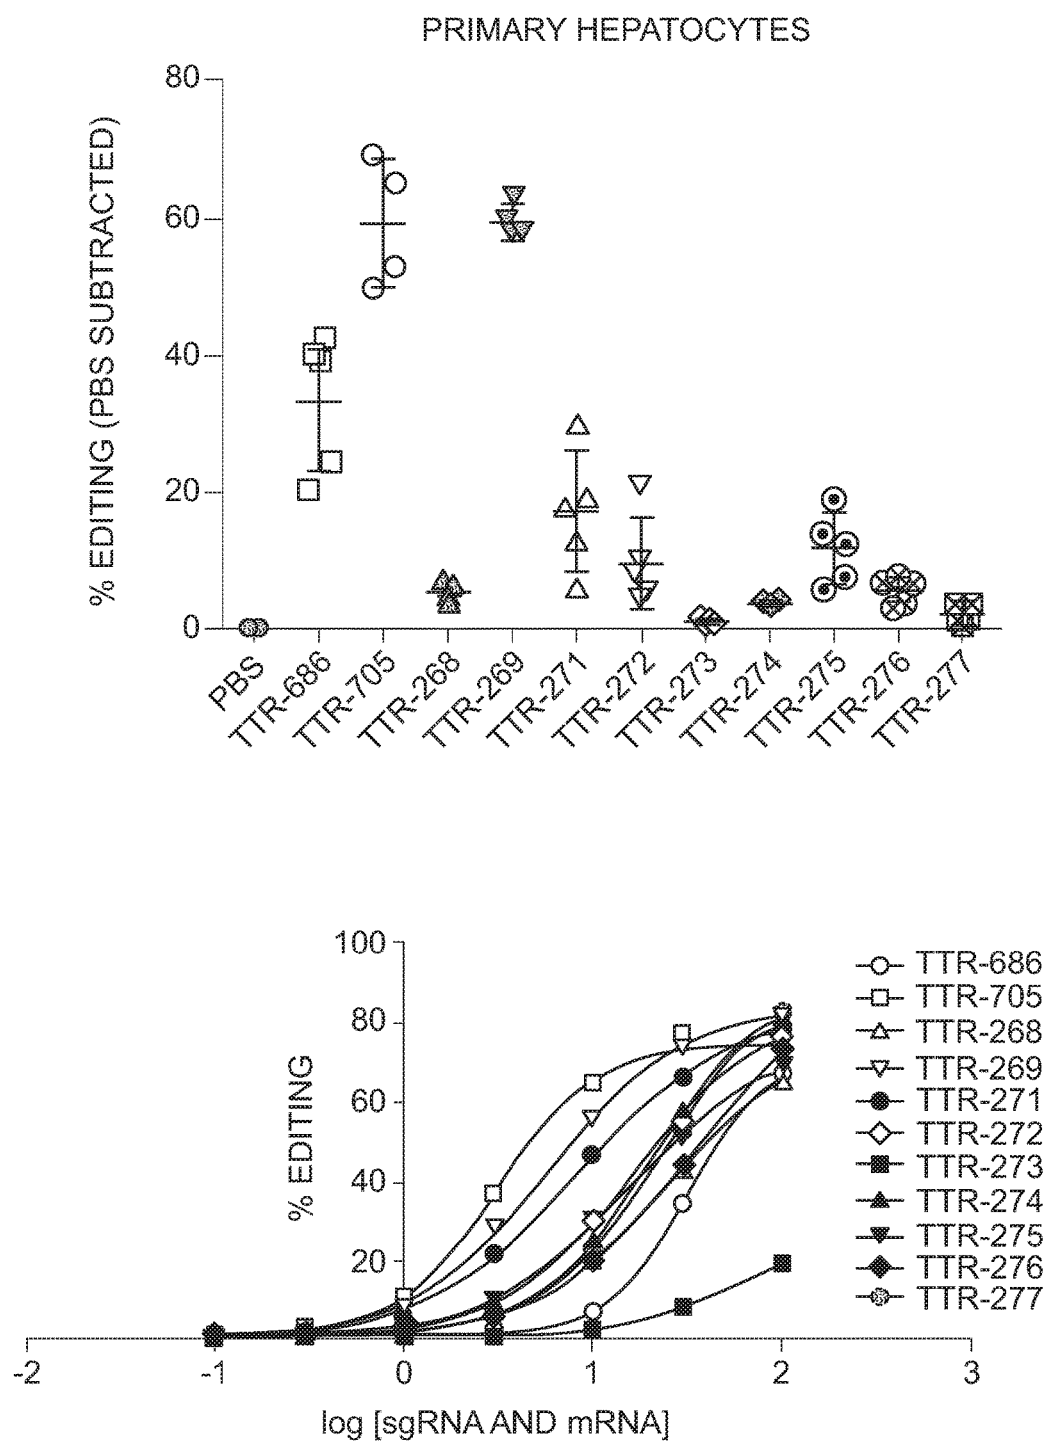 PRIMARY HEPATOCYTES
% EDITING (PBS SUBTRACTED)
80
60
40
20
0
PBS
TTR-686
TTR-705
TTR-268
TTR-269
TTR-271
TTR-272
TTR-273
TTR-274
TTR-275
TTR-276
TTR-277
% EDITING
100
80
60
40
20
-2
-1
0
1
2
3
log [sgRNA AND mRNA]
TTR-686
TTR-705
TTR-268
TTR-269
TTR-271
TTR-272
TTR-273
TTR-274
TTR-275
TTR-276
TTR-277